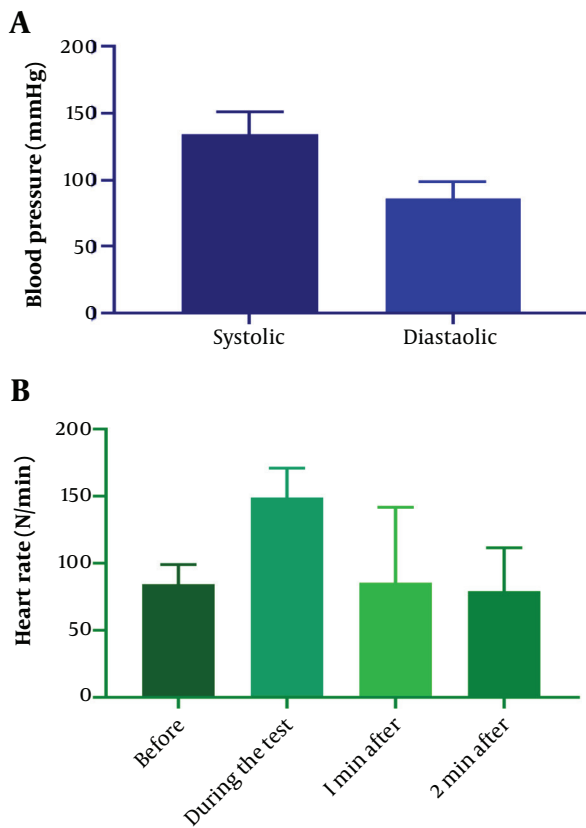 A
Blood pressure (mmHg)
200
150
100
50
0
Systolic
Diastaolic
B
Heart rate (N/min)
200
150
100
50
0
Before
During the test
1 min after
2 min after